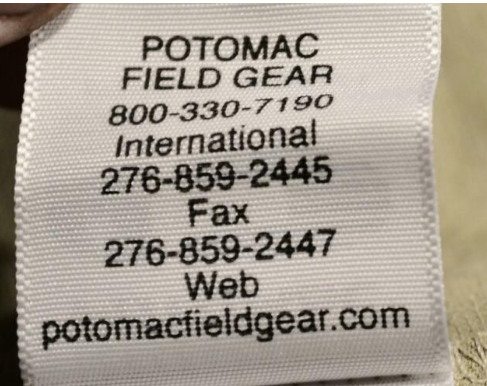 POTOMAC
FIELD GEAR
800-330-7190
International
276-859-2445
Fax
276-859-2447
Web
potomacfieldgear.com